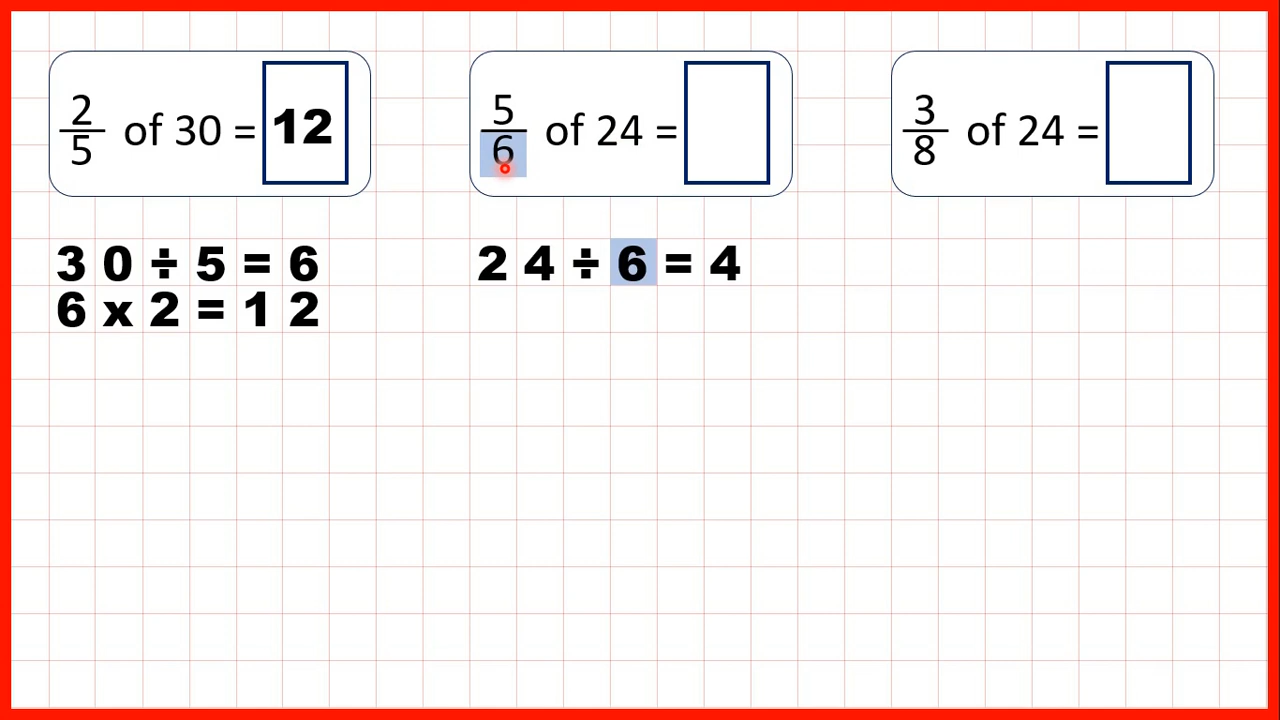 2/5 of 30 = 12
5/6 of 24 =
3/8 of 24 =
30 ÷ 5 = 6
6 x 2 = 12
24 ÷ 6 = 4